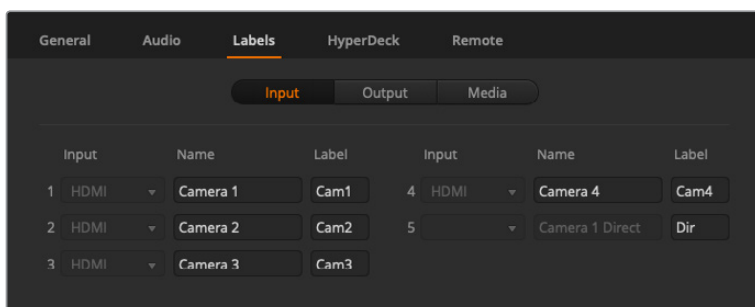 General Audio Labels HyperDeck Remote
Input Output Media
Input Name Label Input Name Label
1 HDMI Camera 1 Cam1 4 HDMI Camera 4 Cam4
2 HDMI Camera 2 Cam2 5 Camera 1 Direct Dir
3 HDMI Camera 3 Cam3